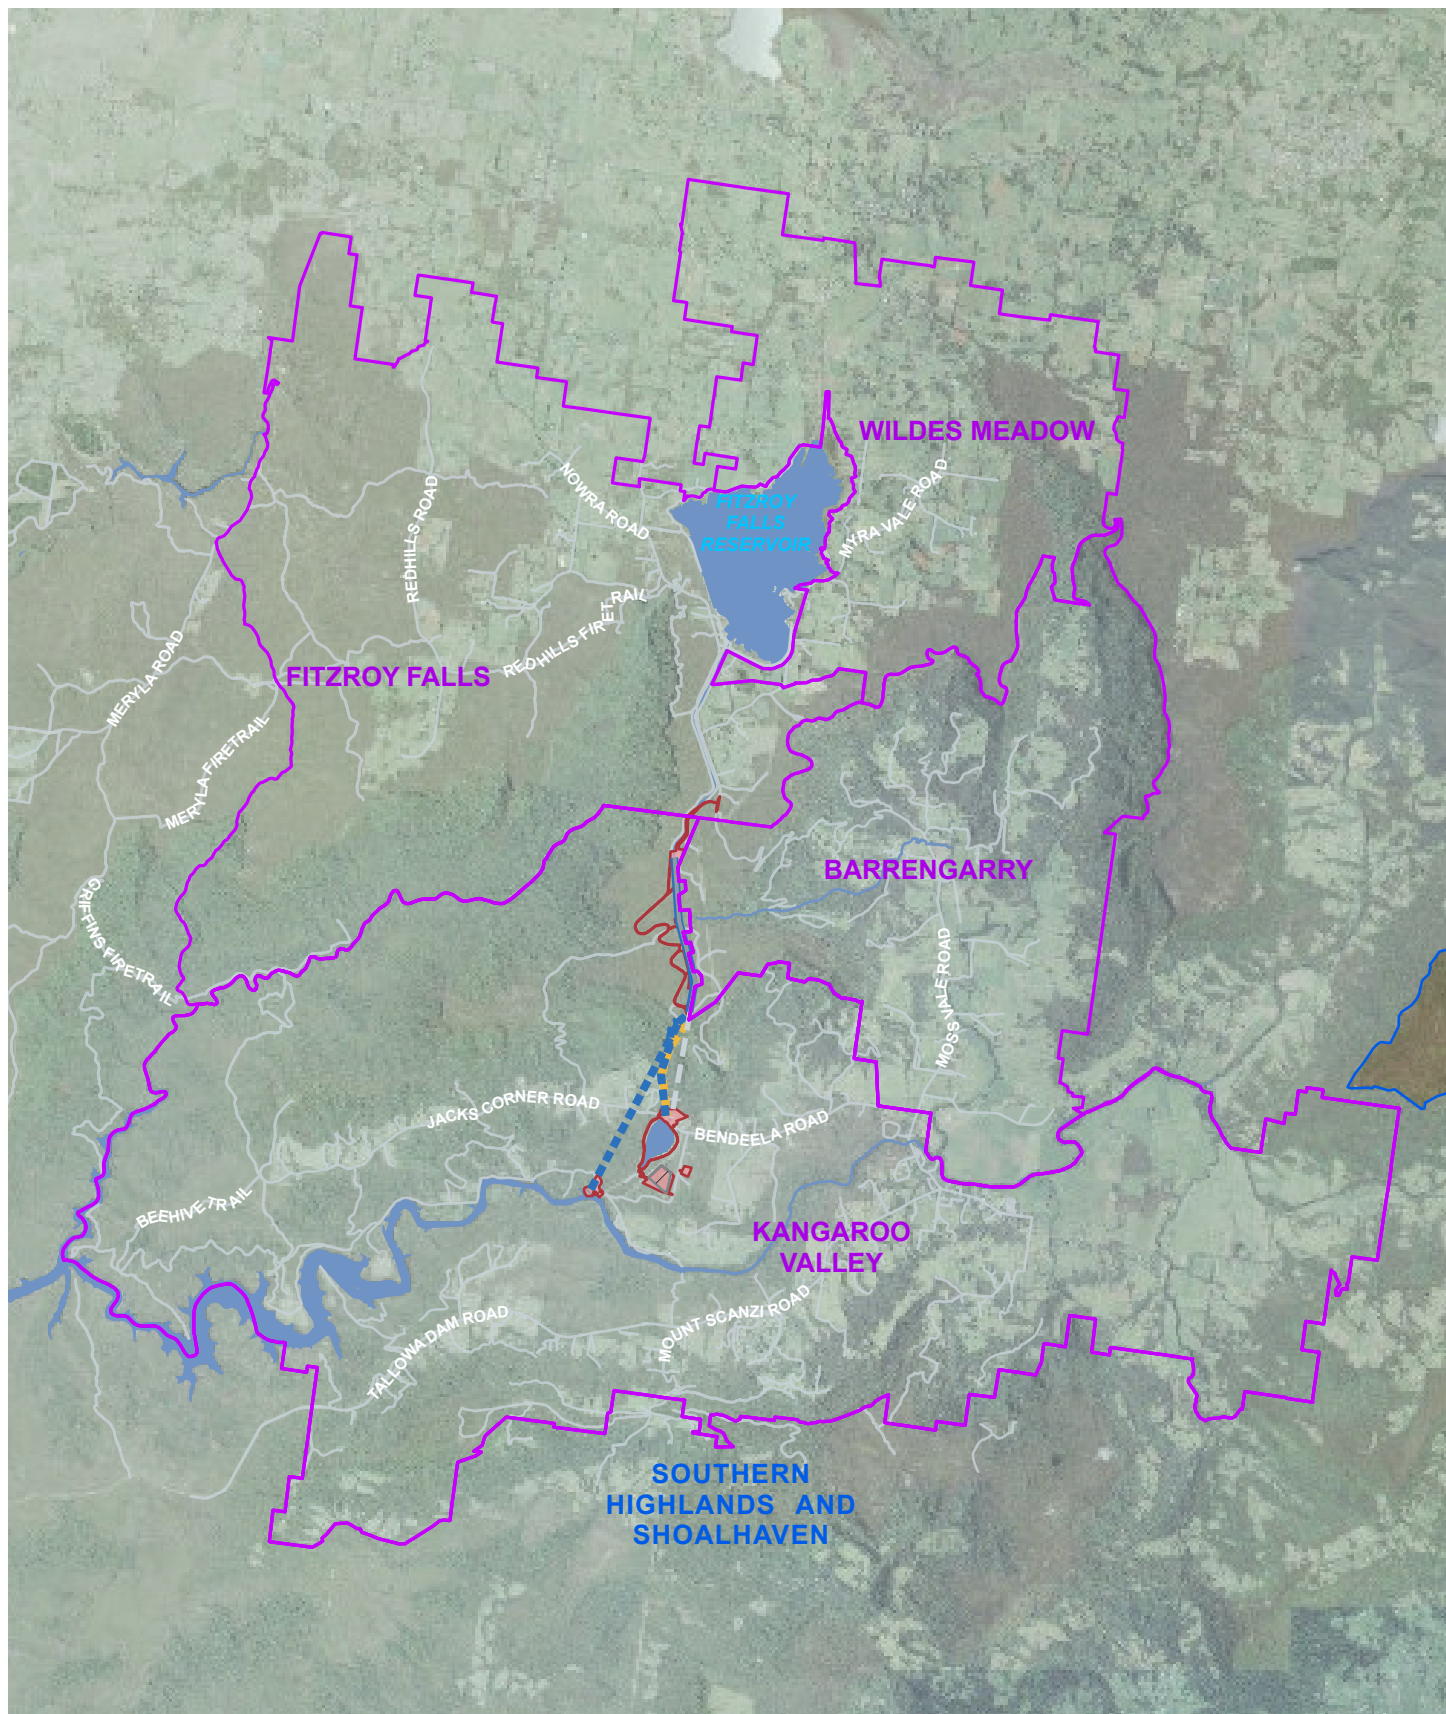 WILDES MEADOW
NOWRA ROAD
REDHILLS ROAD
MYRA VALE ROAD
FITZROY
FALLS
RESERVOIR
REDHILLS FIRETRAIL
MERYLA ROAD
FITZROY FALLS
MERYLA FIRETRAIL
BARRENGARRY
GRIFFINS FIRETRAIL
MOSS VALE ROAD
JACKS CORNER ROAD
BENDEELA ROAD
BEEHIVE TRAIL
KANGAROO
VALLEY
TALLOWA DAM ROAD
MOUNT SCANZI ROAD
SOUTHERN
HIGHLANDS AND
SHOALHAVEN